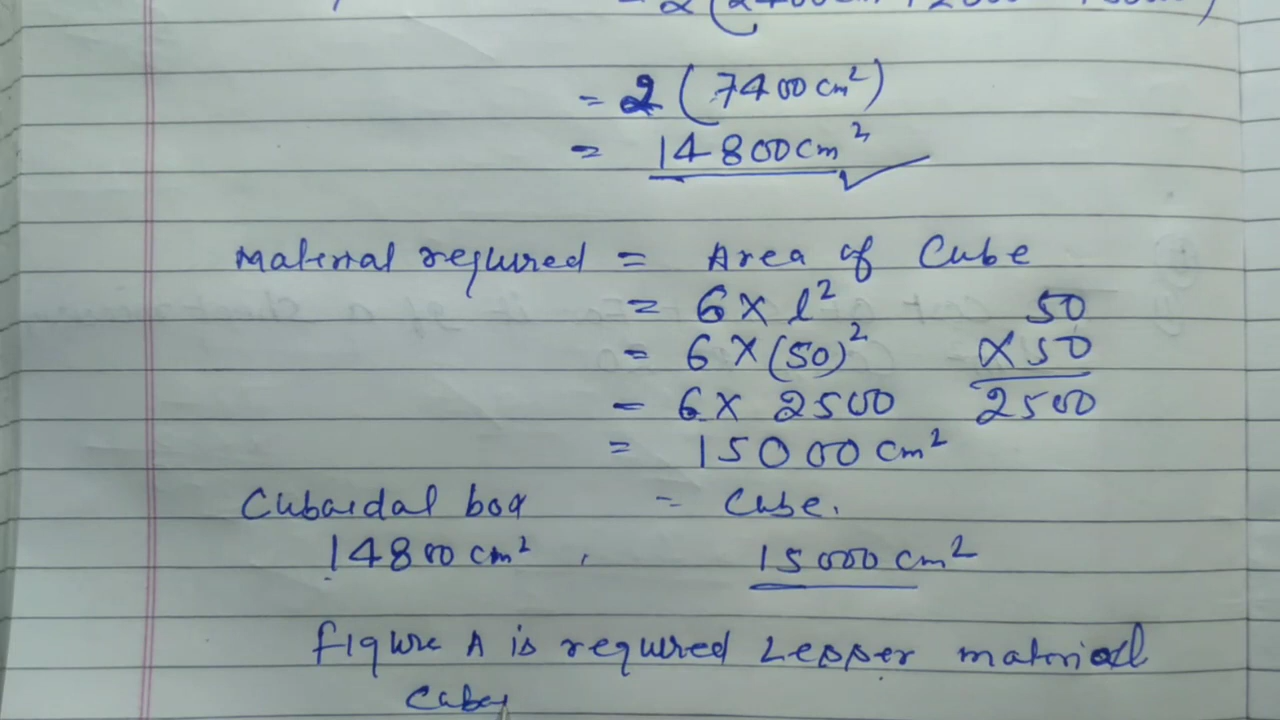 = 2 (7400 cm²)
= 14800 cm²
Material required = Area of Cube
= 6 × l² 50
= 6 × (50)² × 50
= 6 × 2500 2500
= 15000 cm²
Cuboidal box = Cube.
14800 cm² , 15000 cm²
Figure A is required Lesser material